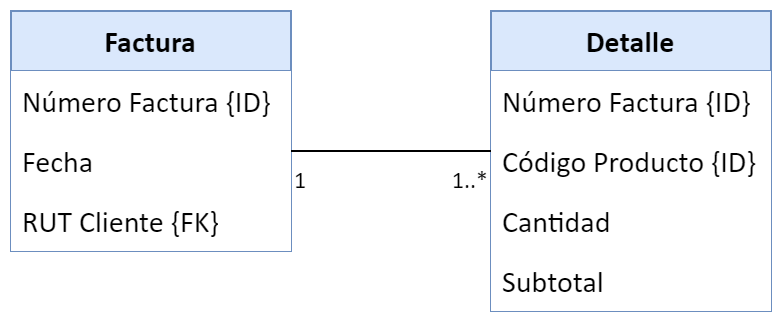 Factura
Número Factura {ID}
Fecha
RUT Cliente {FK}
1
1..*
Detalle
Número Factura {ID}
Código Producto {ID}
Cantidad
Subtotal